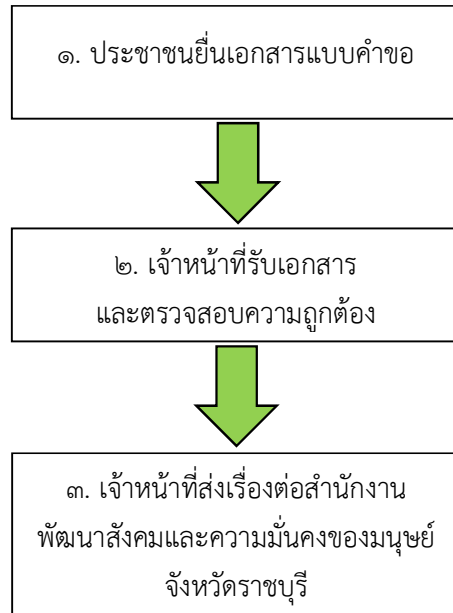 ๑. ประชาชนยื่นเอกสารแบบคำขอ
๒. เจ้าหน้าที่รับเอกสาร
และตรวจสอบความถูกต้อง
๓. เจ้าหน้าที่ส่งเรื่องต่อสำนักงาน
พัฒนาสังคมและความมั่นคงของมนุษย์
จังหวัดราชบุรี